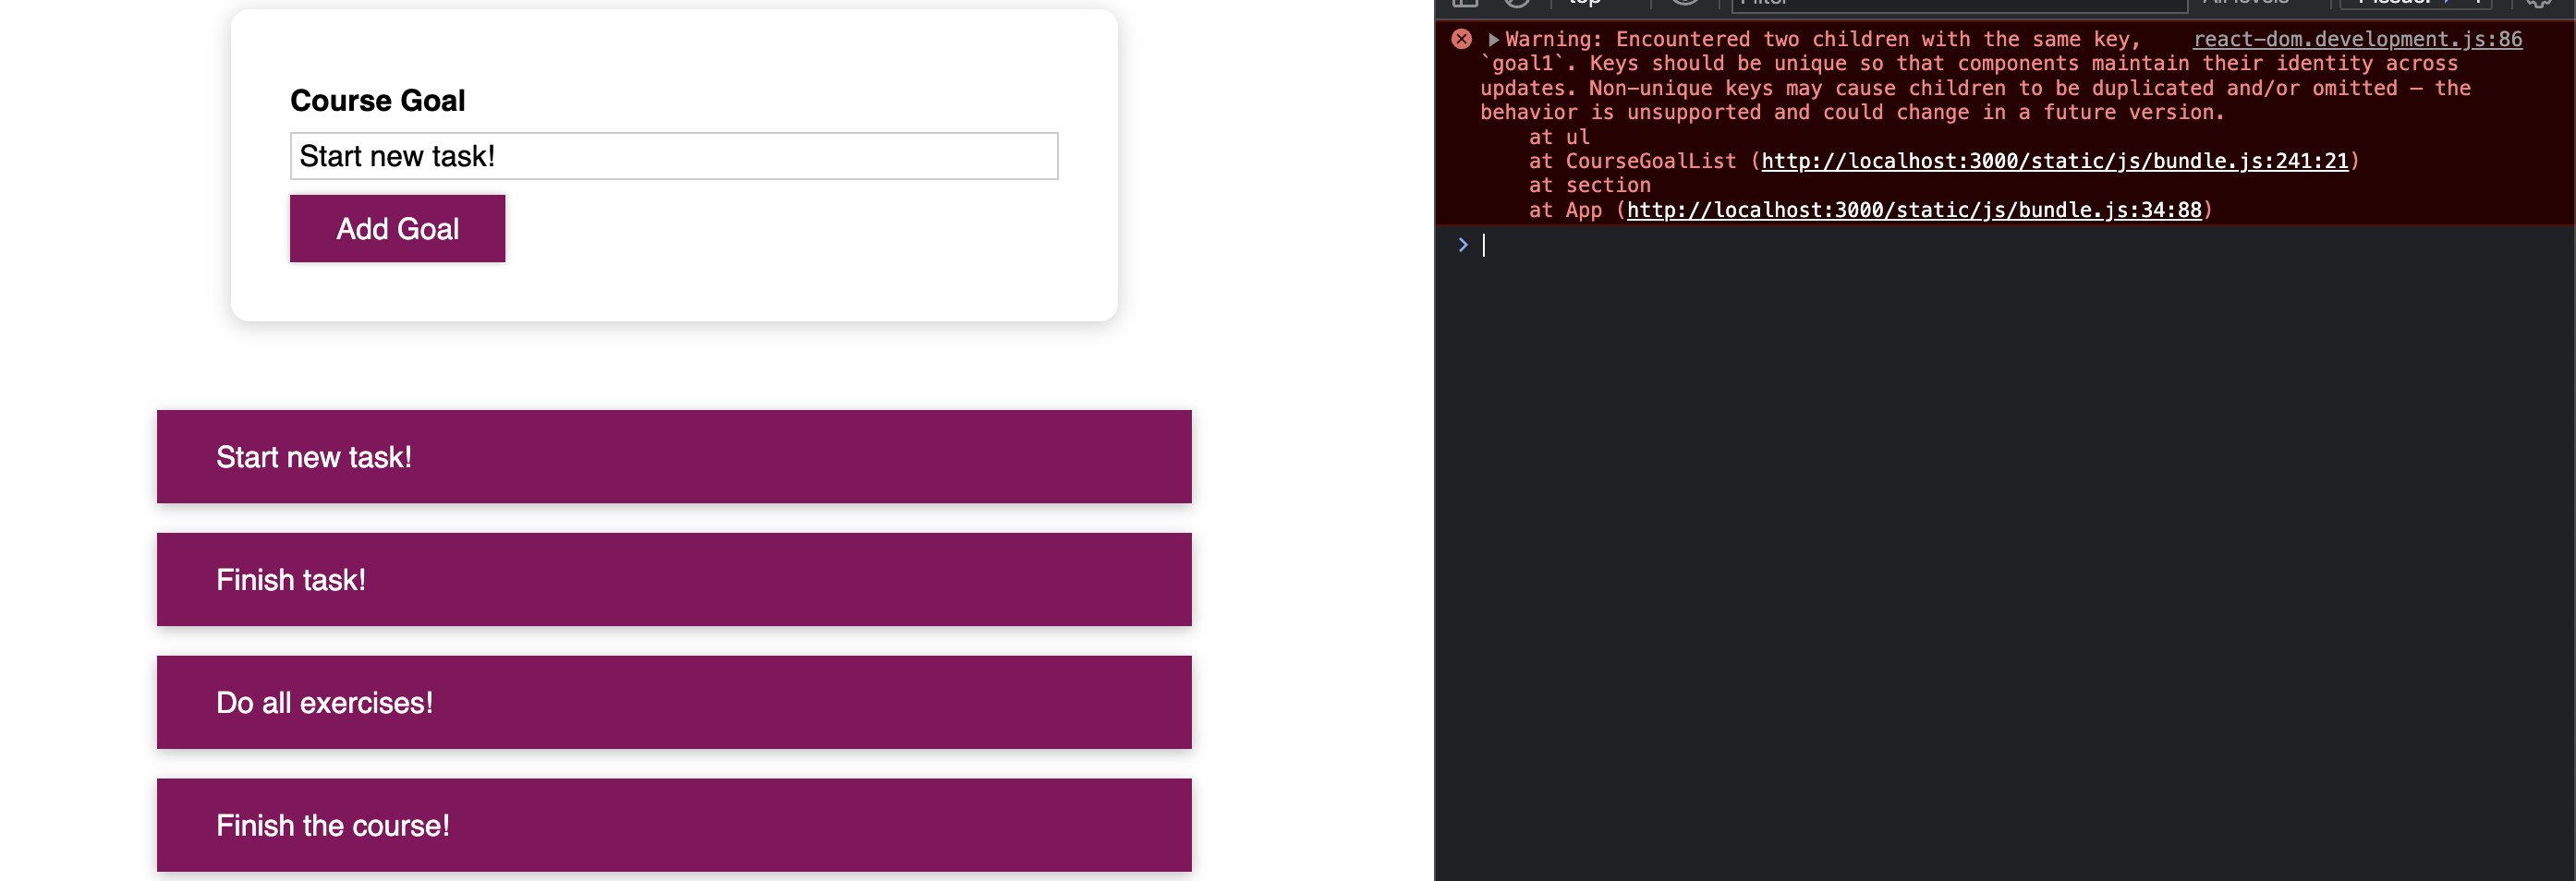 Course Goal
Start new task!
Add Goal
Start new task!
Finish task!
Do all exercises!
Finish the course!
top
Filter
Warning: Encountered two children with the same key, react-dom.development.js:86
`goal1`. Keys should be unique so that components maintain their identity across
updates. Non-unique keys may cause children to be duplicated and/or omitted — the
behavior is unsupported and could change in a future version.
at ul
at CourseGoalList (http://localhost:3000/static/js/bundle.js:241:21)
at section
at App (http://localhost:3000/static/js/bundle.js:34:88)